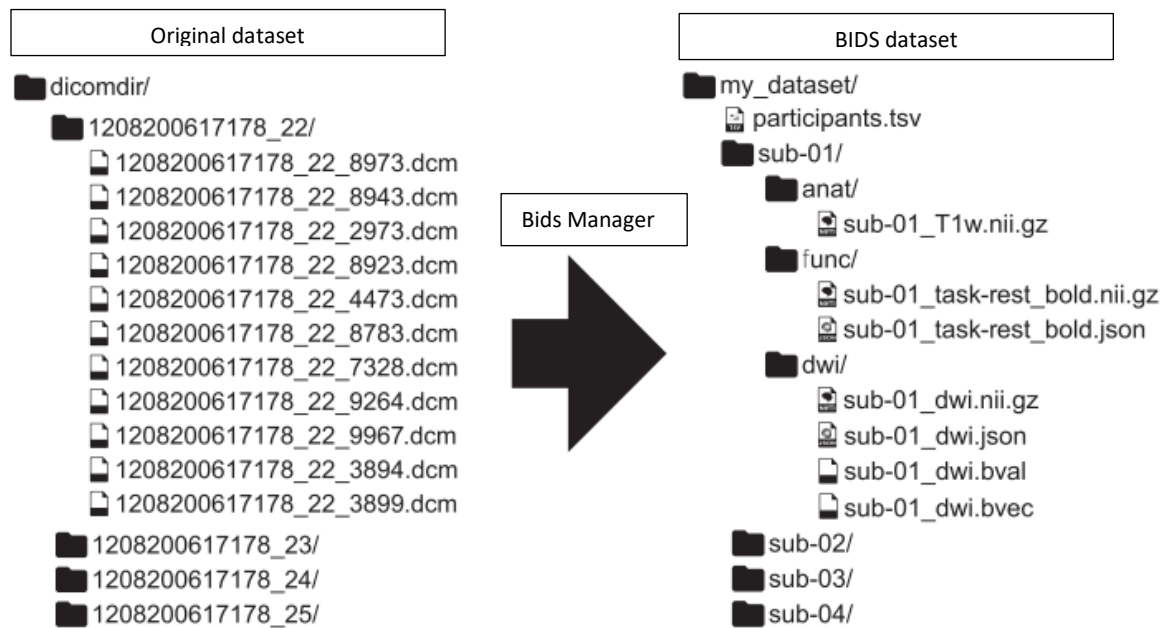 Original dataset
dicomdir/
1208200617178_22/
1208200617178_22_8973.dcm
1208200617178_22_8943.dcm
1208200617178_22_2973.dcm
1208200617178_22_8923.dcm
1208200617178_22_4473.dcm
1208200617178_22_8783.dcm
1208200617178_22_7328.dcm
1208200617178_22_9264.dcm
1208200617178_22_9967.dcm
1208200617178_22_3894.dcm
1208200617178_22_3899.dcm
1208200617178_23/
1208200617178_24/
1208200617178_25/
Bids Manager
BIDS dataset
my_dataset/
participants.tsv
sub-01/
anat/
sub-01_T1w.nii.gz
func/
sub-01_task-rest_bold.nii.gz
sub-01_task-rest_bold.json
dwi/
sub-01_dwi.nii.gz
sub-01_dwi.json
sub-01_dwi.bval
sub-01_dwi.bvec
sub-02/
sub-03/
sub-04/